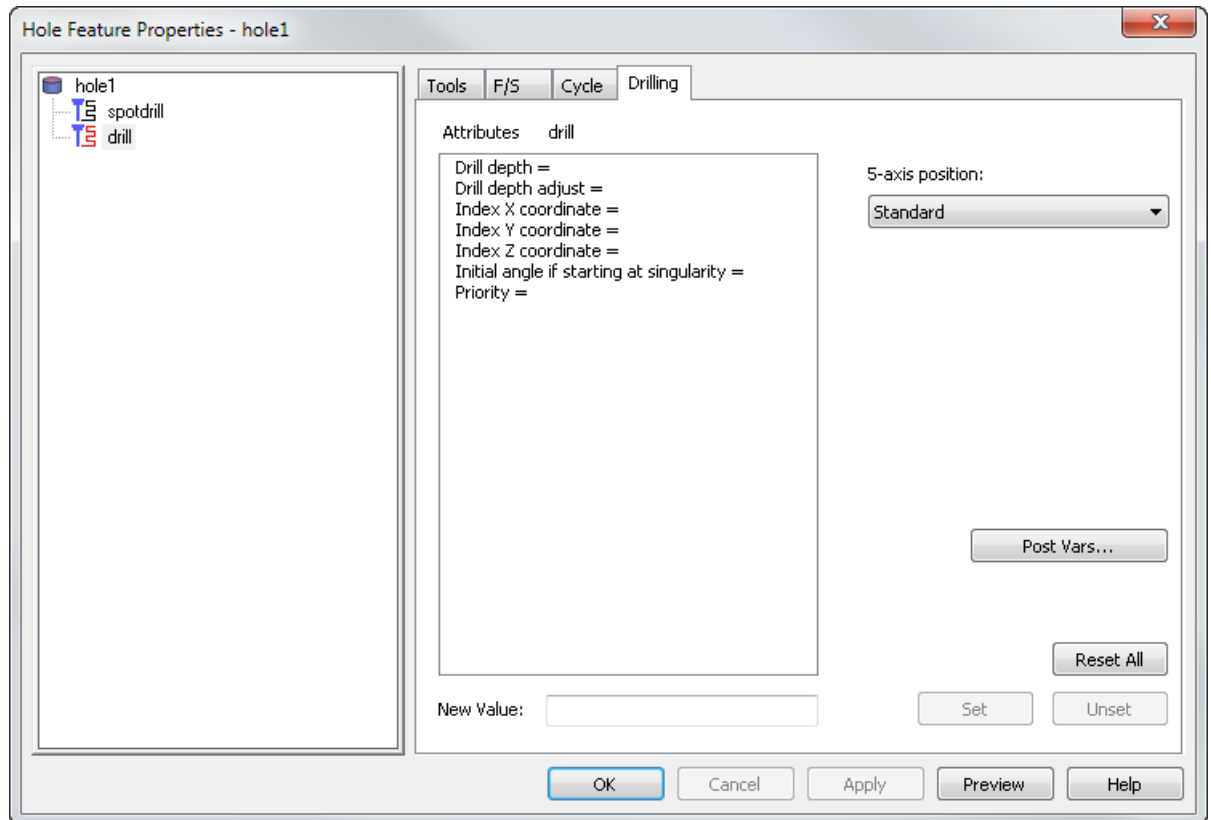 Hole Feature Properties - hole1
hole1
spotdrill
drill
Tools F/S Cycle Drilling
Attributes drill
Drill depth =
Drill depth adjust =
Index X coordinate =
Index Y coordinate =
Index Z coordinate =
Initial angle if starting at singularity =
Priority =
5-axis position:
Standard
Post Vars...
Reset All
New Value:
Set Unset
OK Cancel Apply Preview Help